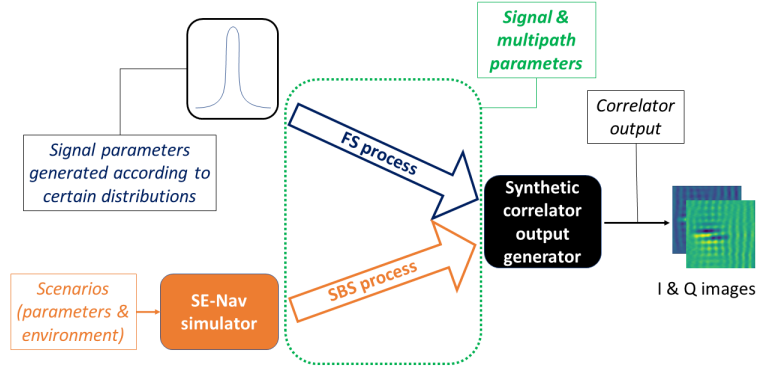 Signal &
multipath
parameters
Correlator
output
FS process
Signal parameters
generated according to
certain distributions
Synthetic
correlator
output
generator
SBS process
Scenarios
(parameters &
environment)
SE-Nav
simulator
I & Q images